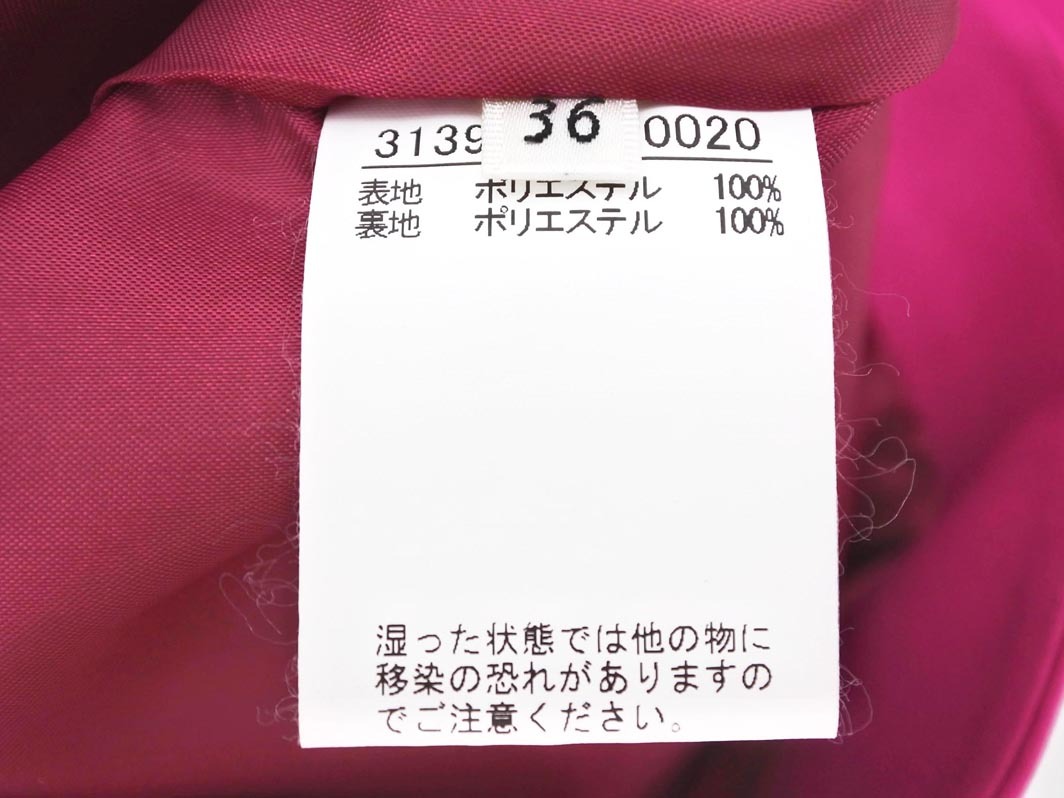 36
3139 0020
表地 ポリエステル 100%
裏地 ポリエステル 100%
湿った状態では他の物に
移染の恐れがありますの
でご注意ください。